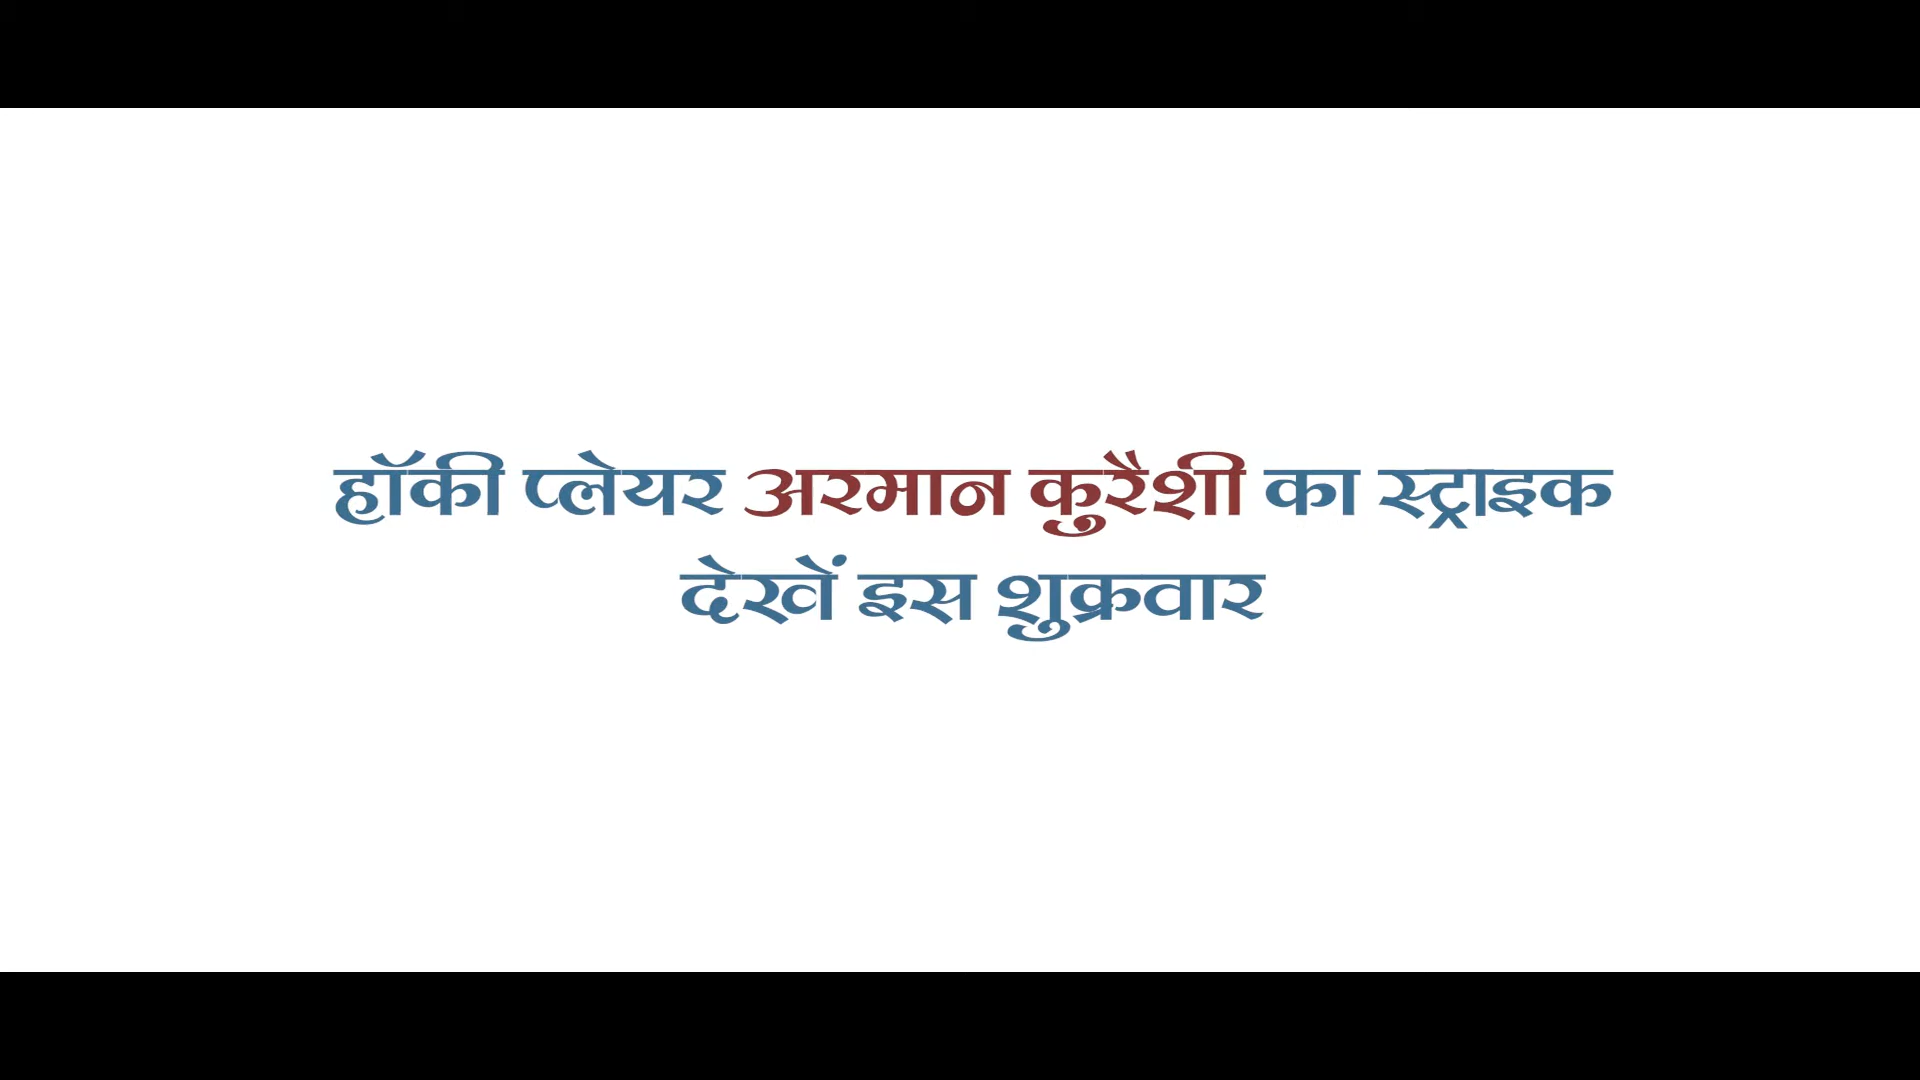 हॉकी प्लेयर अरमान कुरैशी का स्ट्राइक
देखें इस शुक्रवार